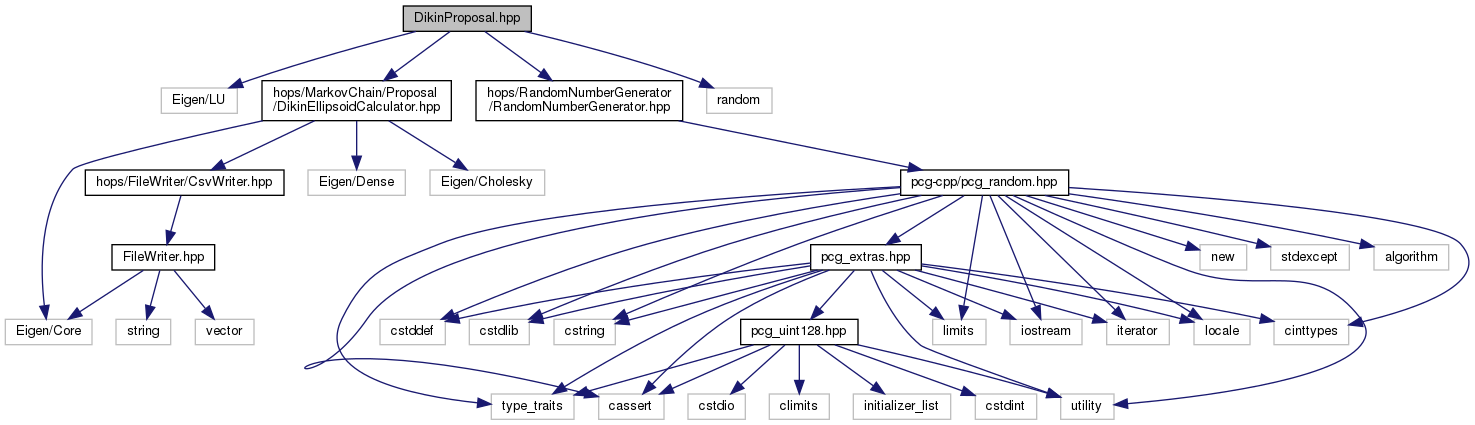 DikinProposal.hpp
Eigen/LU
hops/MarkovChain/Proposal
/DikinEllipsoidCalculator.hpp
hops/RandomNumberGenerator
/RandomNumberGenerator.hpp
random
hops/FileWriter/CsvWriter.hpp
Eigen/Dense
Eigen/Cholesky
pcg-cpp/pcg_random.hpp
FileWriter.hpp
pcg_extras.hpp
new
stdexcept
algorithm
Eigen/Core
string
vector
cstddef
cstdlib
cstring
pcg_uint128.hpp
limits
iostream
iterator
locale
cinttypes
type_traits
cassert
cstdio
climits
initializer_list
cstdint
utility